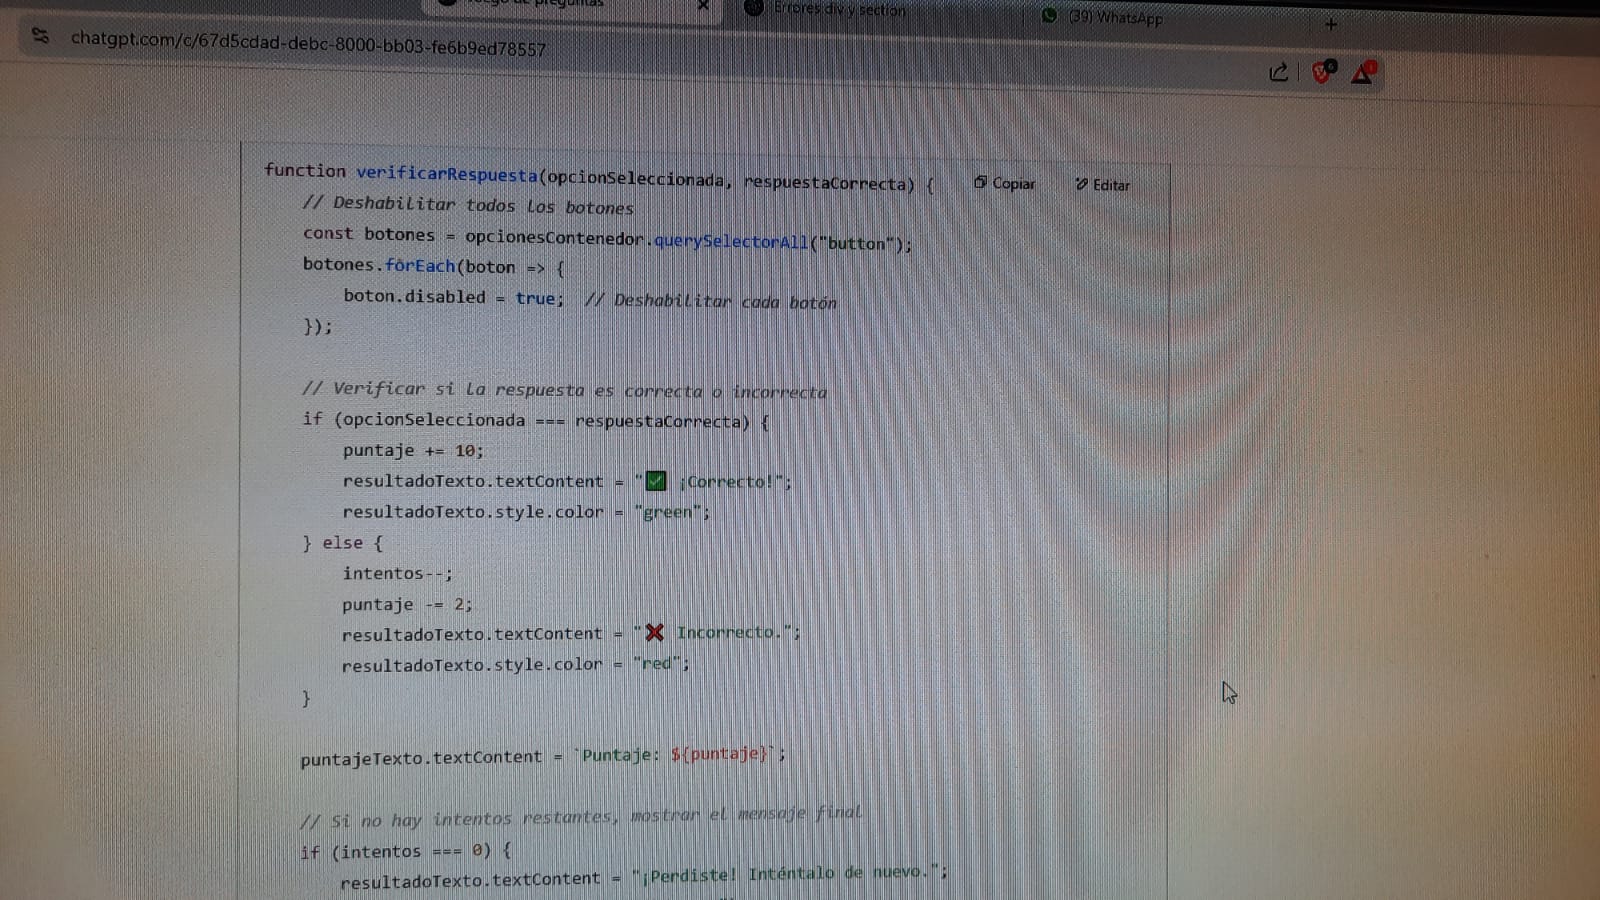 Errores div y section
(39) WhatsApp
chatgpt.com/c/67d5cdad-debc-8000-bb03-fe6b9ed78557
function verificarRespuesta(opcionSeleccionada, respuestaCorrecta) {
Copiar
Editar
// Deshabilitar todos los botones
const botones = opcionesContenedor.querySelectorAll("button");
botones.forEach(boton => {
boton.disabled = true; // Deshabilitar cada botón
});
// Verificar si la respuesta es correcta o incorrecta
if (opcionSeleccionada === respuestaCorrecta) {
puntaje += 10;
resultadoTexto.textContent = "✅ ¡Correcto!";
resultadoTexto.style.color = "green";
} else {
intentos--;
puntaje -= 2;
resultadoTexto.textContent = "❌ Incorrecto.";
resultadoTexto.style.color = "red";
}
puntajeTexto.textContent = `Puntaje: ${puntaje}`;
// Si no hay intentos restantes, mostrar el mensaje final
if (intentos === 0) {
resultadoTexto.textContent = "¡Perdiste! Inténtalo de nuevo.";